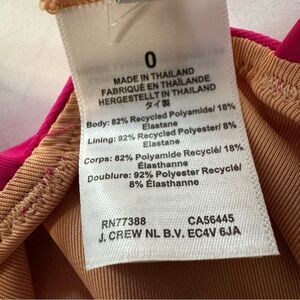 0
MADE IN THAILAND
FABRIQUÉ EN THAÏLANDE
HERGESTELLT IN THAILAND
タイ製
Body: 82% Recycled Polyamide/ 18%
Elastane
Lining: 92% Recycled Polyester/ 8%
Elastane
Corps: 82% Polyamide Recyclé/ 18%
Élasthanne
Doublure: 92% Polyester Recyclé/
8% Élasthanne
RN77388 CA56445
J. CREW NL B.V. EC4V 6JA